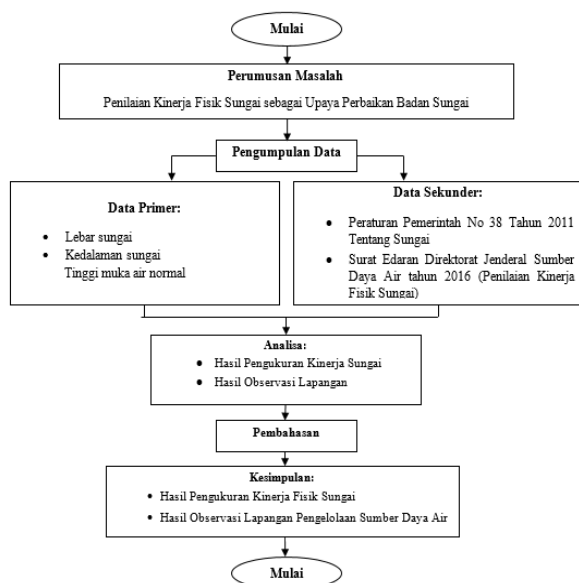 Mulai
Perumusan Masalah
Penilaian Kinerja Fisik Sungai sebagai Upaya Perbaikan Badan Sungai
Pengumpulan Data
Data Primer:
• Lebar sungai
• Kedalaman sungai
Tinggi muka air normal
Data Sekunder:
• Peraturan Pemerintah No 38 Tahun 2011
Tentang Sungai
• Surat Edaran Direktorat Jenderal Sumber
Daya Air tahun 2016 (Penilaian Kinerja
Fisik Sungai)
Analisa:
• Hasil Pengukuran Kinerja Sungai
• Hasil Observasi Lapangan
Pembahasan
Kesimpulan:
• Hasil Pengukuran Kinerja Fisik Sungai
• Hasil Observasi Lapangan Pengelolaan Sumber Daya Air
Mulai